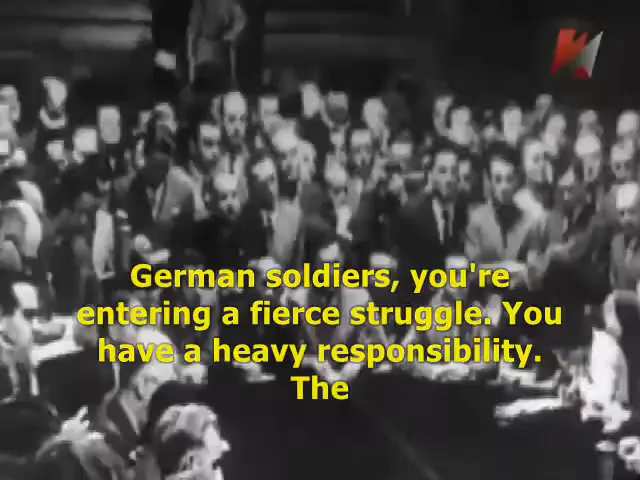 German soldiers, you're
entering a fierce struggle. You
have a heavy responsibility.
The